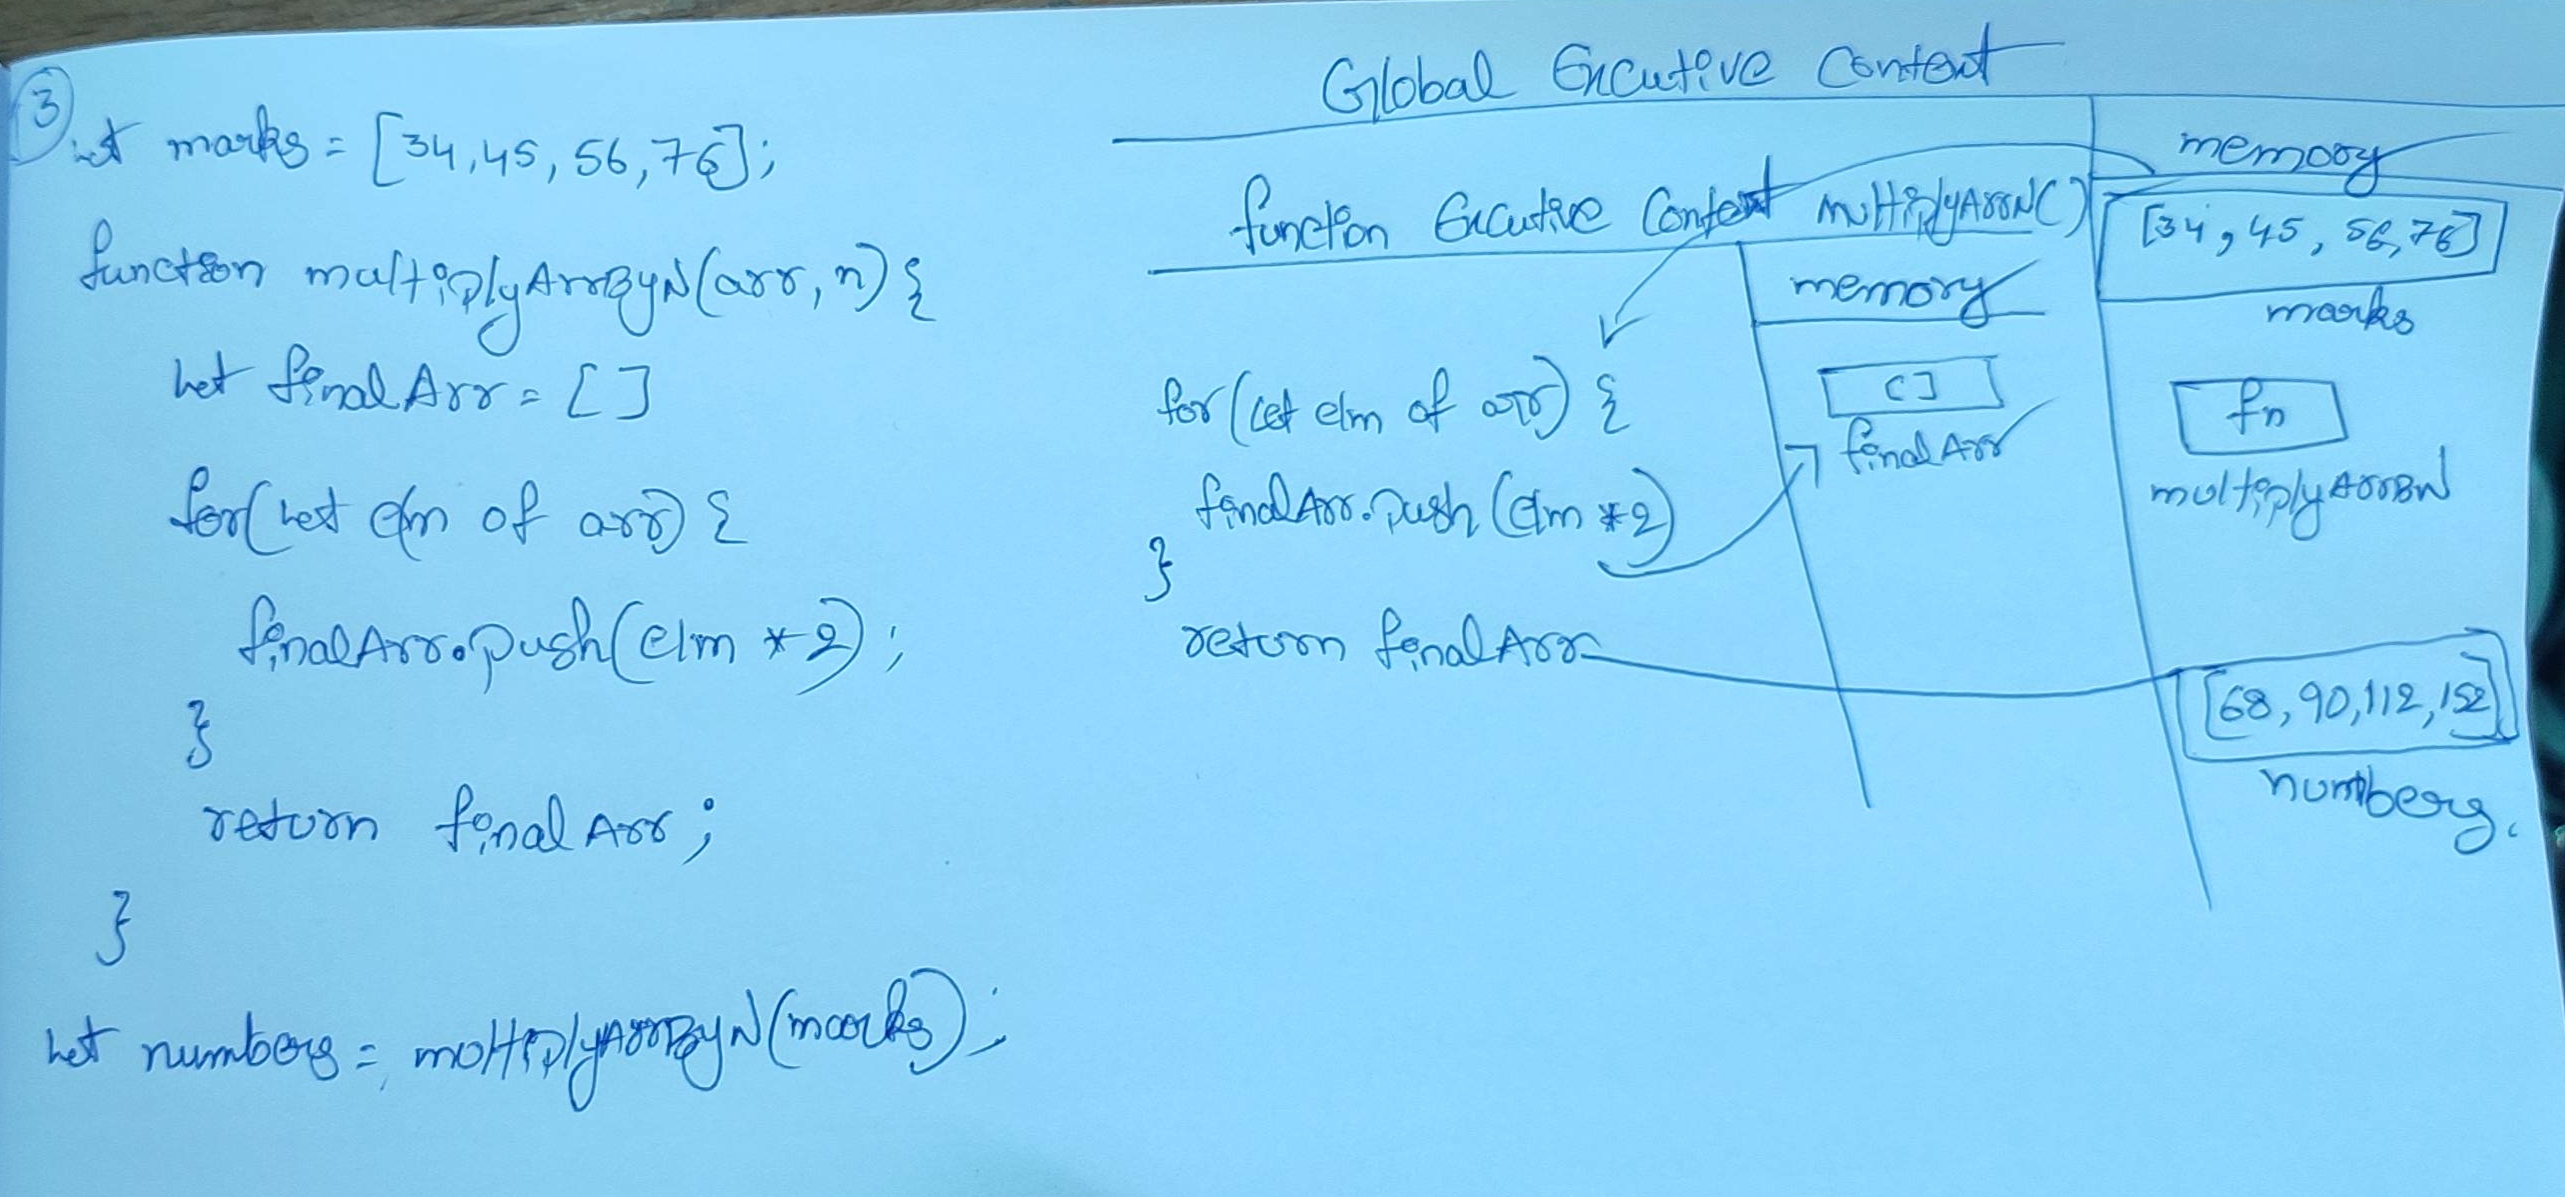 ③
let marks = [34,45,56,76];
function multiplyArrByN(arr,n) {
let finalArr = []
for(let elm of arr) {
finalArr.push(elm *2);
}
return finalArr;
}
let numbers = multiplyArrByN(marks);
Global Excutive Context
memory
function Excutive Context multiplyArrN()
[34, 45, 56, 76]
marks
memory
for(let elm of arr) {
[]
finalArr
fn
multiplyArrBN
finalArr.push(elm *2)
}
return finalArr
[68,90,112,152]
numbers.